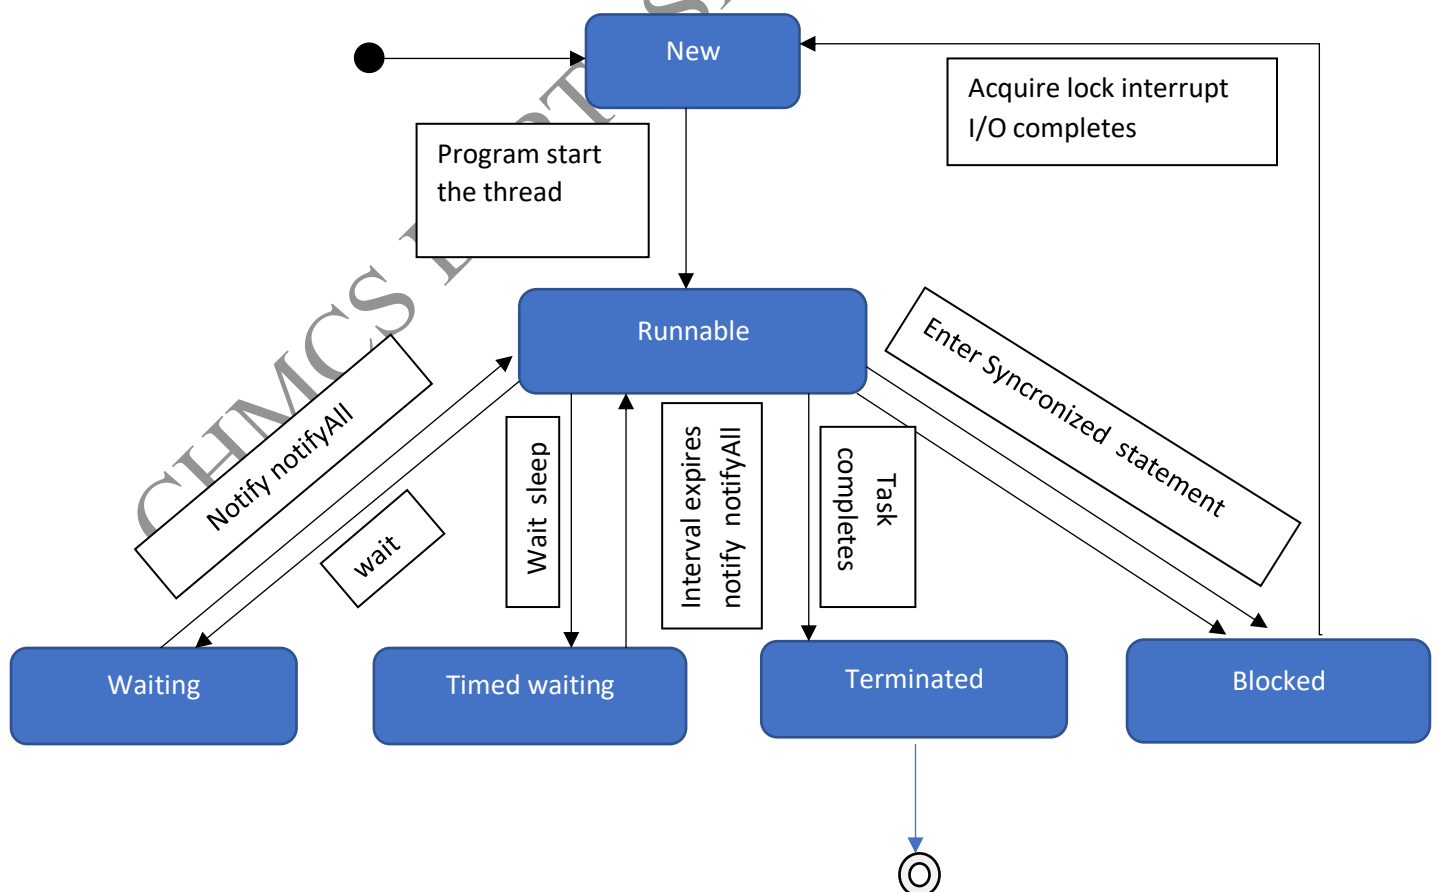 New
Acquire lock interrupt
I/O completes
Program start
the thread
Runnable
Enter Syncronized statement
Notify notifyAll
wait
Wait sleep
Interval expires
notify notifyAll
Task
completes
Waiting
Timed waiting
Terminated
Blocked
CHMCS